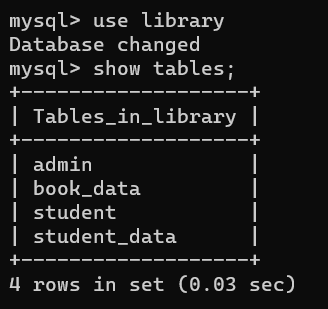 mysql> use library
Database changed
mysql> show tables;
+-------------------+
| Tables_in_library |
+-------------------+
| admin             |
| book_data         |
| student           |
| student_data      |
+-------------------+
4 rows in set (0.03 sec)